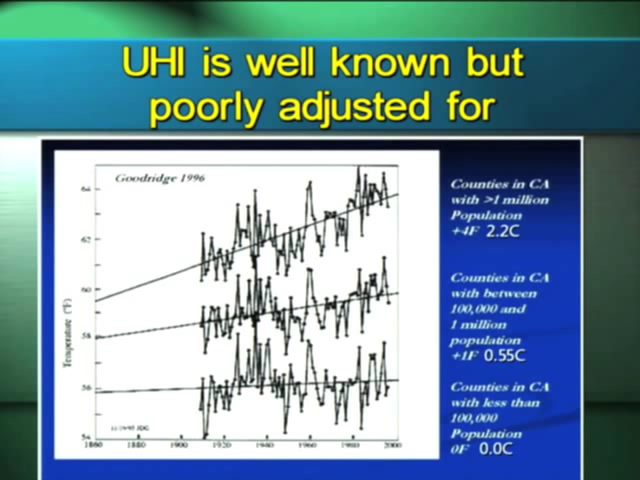 UHI is well known but
poorly adjusted for
Goodridge 1996
64
62
60
58
56
54
Temperature (°F)
1860 1880 1900 1920 1940 1960 1980 2000
Counties in CA
with >1 million
Population
+4F 2.2C
Counties in CA
with between
100,000 and
1 million
population
+1F 0.55C
Counties in CA
with less than
100,000
Population
0F 0.0C